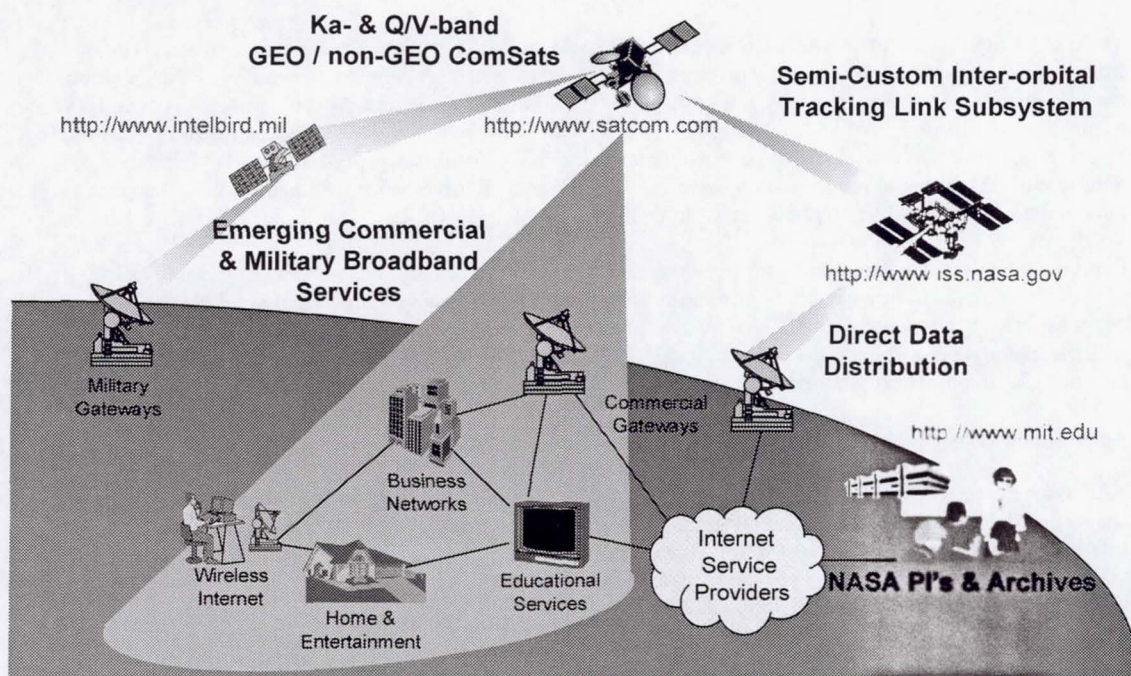 Ka- & Q/V-band
GEO / non-GEO ComSats
Semi-Custom Inter-orbital
Tracking Link Subsystem
http://www.intelbird.mil
http://www.satcom.com
Emerging Commercial
& Military Broadband
Services
http://www.iss.nasa.gov
Direct Data
Distribution
Military
Gateways
Commercial
Gateways
http://www.mit.edu
Business
Networks
Wireless
Internet
Home &
Entertainment
Educational
Services
Internet
Service
Providers
NASA PI's & Archives